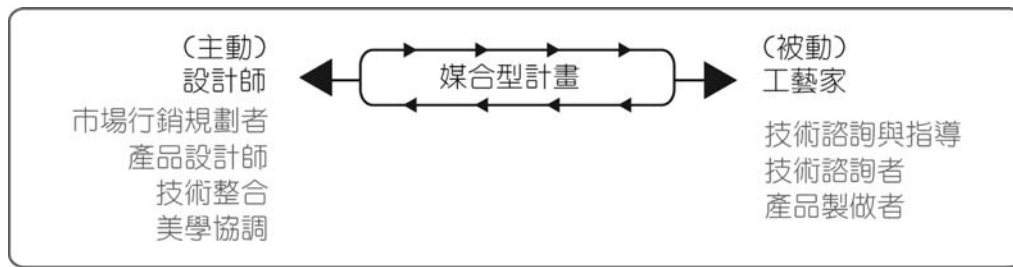 （主動）
設計師
市場行銷規劃者
產品設計師
技術整合
美學協調
媒合型計畫
（被動）
工藝家
技術諮詢與指導
技術諮詢者
產品製做者